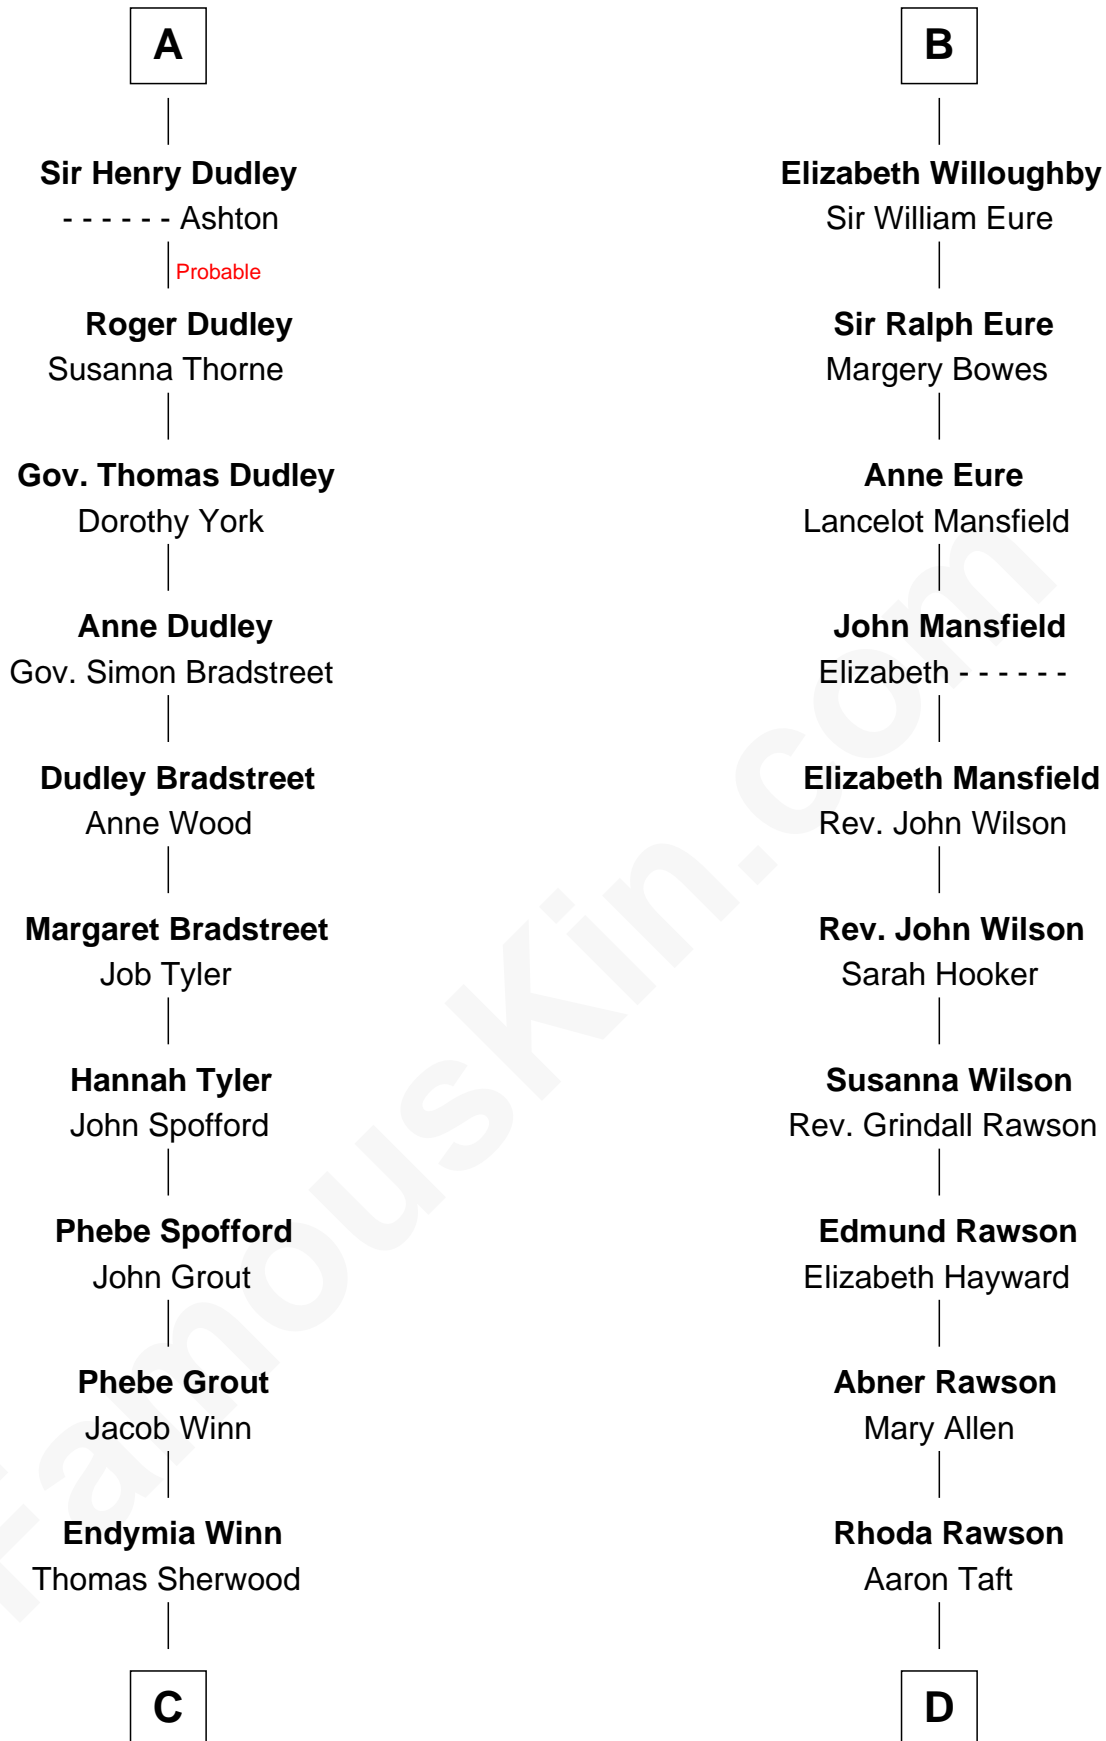 A
Sir Henry Dudley
- - - - - - Ashton
Probable
Roger Dudley
Susanna Thorne
Gov. Thomas Dudley
Dorothy York
Anne Dudley
Gov. Simon Bradstreet
Dudley Bradstreet
Anne Wood
Margaret Bradstreet
Job Tyler
Hannah Tyler
John Spofford
Phebe Spofford
John Grout
Phebe Grout
Jacob Winn
Endymia Winn
Thomas Sherwood
C
B
Elizabeth Willoughby
Sir William Eure
Sir Ralph Eure
Margery Bowes
Anne Eure
Lancelot Mansfield
John Mansfield
Elizabeth - - - - - -
Elizabeth Mansfield
Rev. John Wilson
Rev. John Wilson
Sarah Hooker
Susanna Wilson
Rev. Grindall Rawson
Edmund Rawson
Elizabeth Hayward
Abner Rawson
Mary Allen
Rhoda Rawson
Aaron Taft
D
FamousKin.com